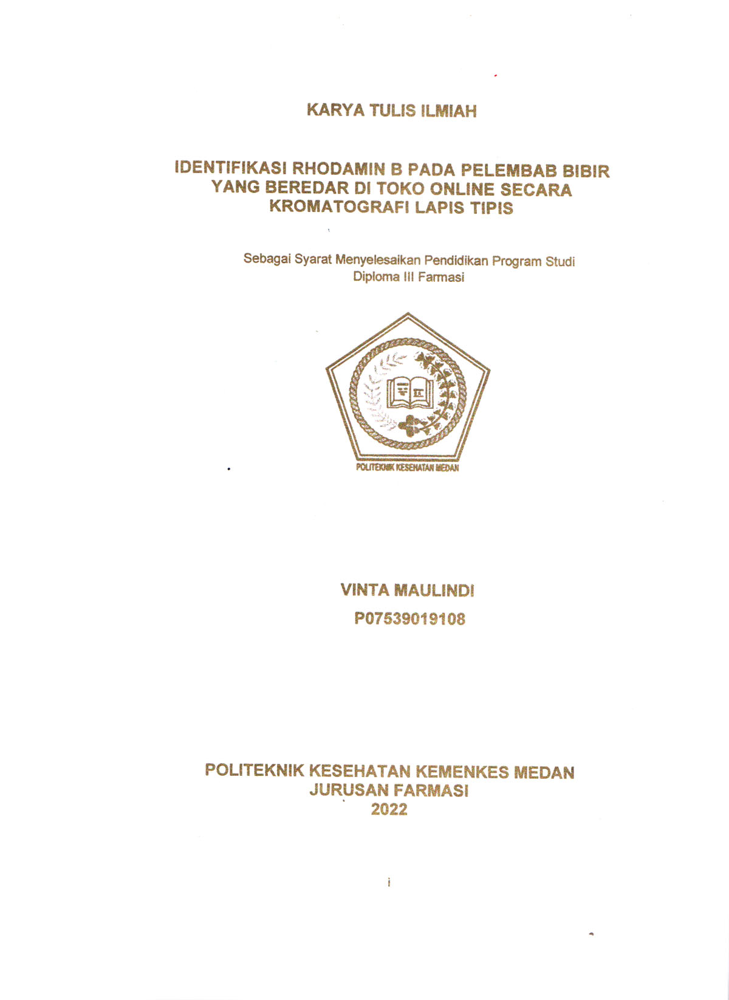 KARYA TULIS ILMIAH
IDENTIFIKASI RHODAMIN B PADA PELEMBAB BIBIR
YANG BEREDAR DI TOKO ONLINE SECARA
KROMATOGRAFI LAPIS TIPIS
Sebagai Syarat Menyelesaikan Pendidikan Program Studi
Diploma III Farmasi
POLITEKNIK KESEHATAN MEDAN
VINTA MAULINDI
P07539019108
POLITEKNIK KESEHATAN KEMENKES MEDAN
JURUSAN FARMASI
2022
i